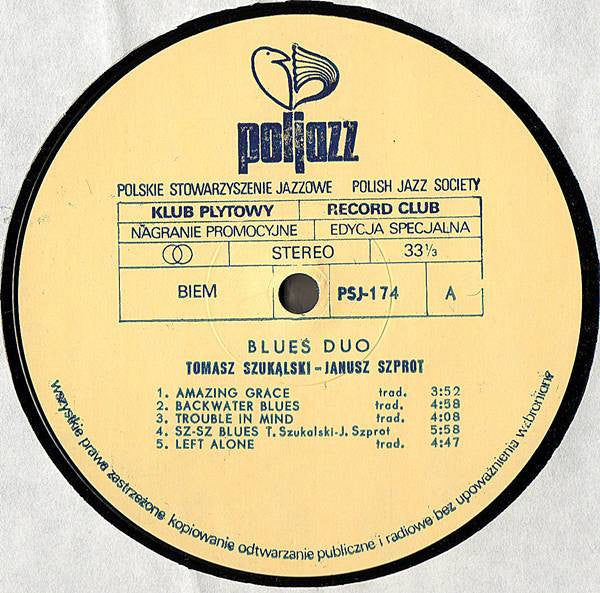 poljazz
POLSKIE STOWARZYSZENIE JAZZOWE POLISH JAZZ SOCIETY
KLUB PŁYTOWY RECORD CLUB
NAGRANIE PROMOCYJNE EDYCJA SPECJALNA
STEREO 33⅓
BIEM PSJ-174 A
BLUES DUO
TOMASZ SZUKALSKI - JANUSZ SZPROT
1. AMAZING GRACE trad. 3:52
2. BACKWATER BLUES trad. 4:58
3. TROUBLE IN MIND trad. 4:08
4. SZ-SZ BLUES T. Szukalski-J. Szprot 5:58
5. LEFT ALONE trad. 4:47
wszystkie prawa zastrzeżone kopiowanie odtwarzanie publiczne i radiowe bez upoważnienia wzbronione